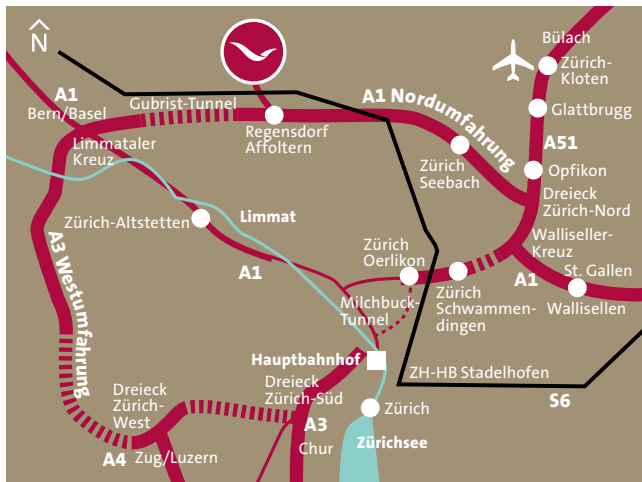 N
A1
Bern/Basel
Gubrist-Tunnel
Limmataler
Kreuz
Regensdorf
Affoltern
A1 Nordumfahrung
Bülach
Zürich-
Kloten
Glattbrugg
A51
Opfikon
Zürich
Seebach
Dreieck
Zürich-Nord
Walliseller-
Kreuz
St. Gallen
A1
Wallisellen
Zürich
Oerlikon
Zürich
Schwammen-
dingen
Milchbuck-
Tunnel
Limmat
Zürich-Altstetten
A1
A3 Westumfahrung
Hauptbahnhof
ZH-HB Stadelhofen
S6
Dreieck
Zürich-Süd
Dreieck
Zürich-
West
Zürich
A3
Chur
Zürichsee
A4
Zug/Luzern